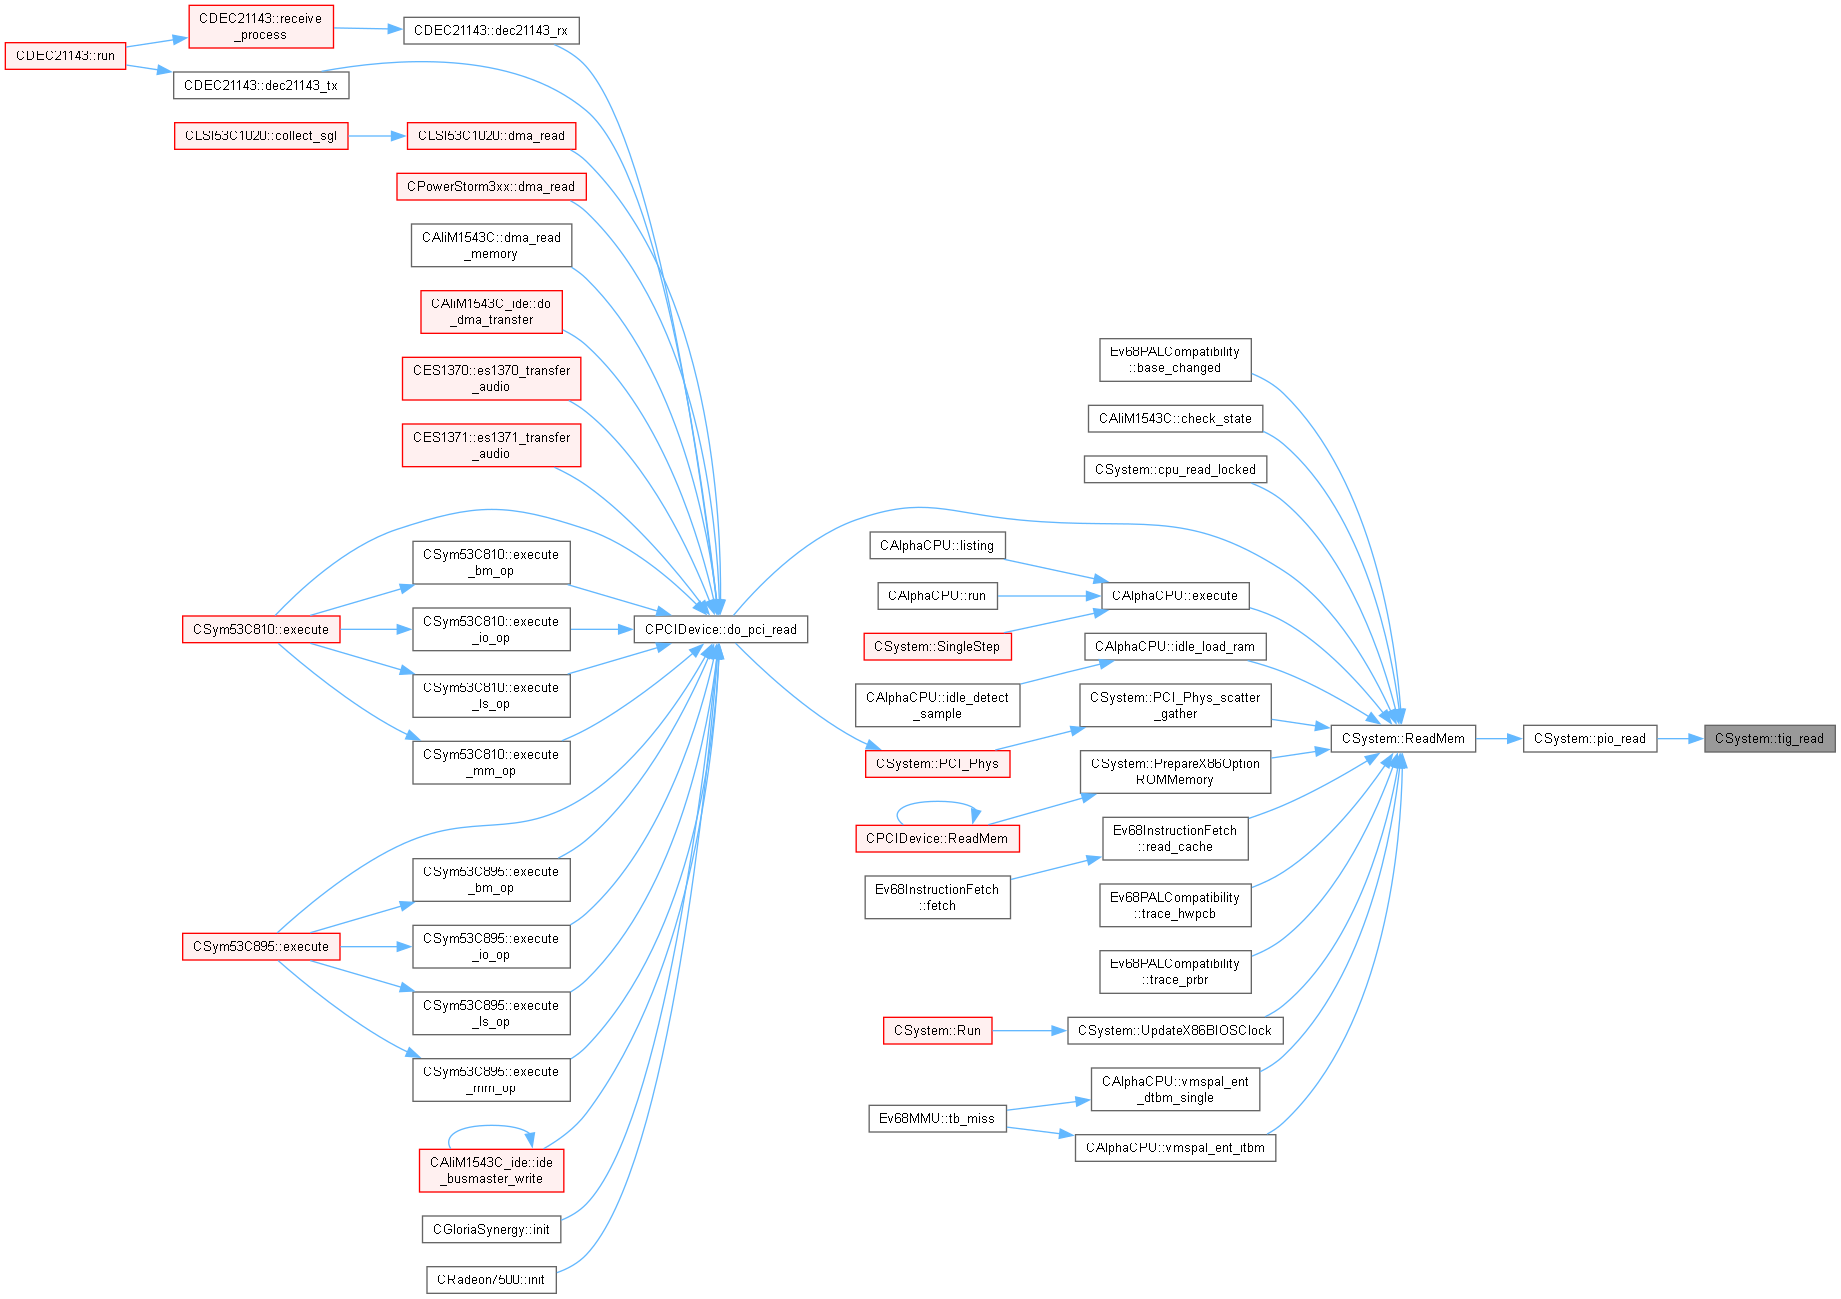 CDEC21143::receive
_process
CDEC21143::dec21143_rx
CDEC21143::run
CDEC21143::dec21143_tx
CLSI53C1020::collect_sgl
CLSI53C1020::dma_read
CPowerStorm3xx::dma_read
CAliM1543C::dma_read
_memory
CAliM1543C_ide::do
_dma_transfer
CES1370::es1370_transfer
_audio
CES1371::es1371_transfer
_audio
CSym53C810::execute
_bm_op
CSym53C810::execute
CSym53C810::execute
_io_op
CSym53C810::execute
_ls_op
CSym53C810::execute
_mm_op
CSym53C895::execute
_bm_op
CSym53C895::execute
CSym53C895::execute
_io_op
CSym53C895::execute
_ls_op
CSym53C895::execute
_mm_op
CAliM1543C_ide::ide
_busmaster_write
CGloriaSynergy::init
CRadeon7500::init
CPCIDevice::do_pci_read
Ev68PALCompatibility
::base_changed
CAliM1543C::check_state
CSystem::cpu_read_locked
CAlphaCPU::listing
CAlphaCPU::run
CAlphaCPU::execute
CSystem::SingleStep
CAlphaCPU::idle_load_ram
CAlphaCPU::idle_detect
_sample
CSystem::PCI_Phys_scatter
_gather
CSystem::PCI_Phys
CSystem::PrepareX86Option
ROMMemory
CPCIDevice::ReadMem
Ev68InstructionFetch
::read_cache
Ev68InstructionFetch
::fetch
Ev68PALCompatibility
::trace_hwpcb
Ev68PALCompatibility
::trace_prbr
CSystem::Run
CSystem::UpdateX86BIOSClock
CAlphaCPU::vmspal_ent
_dtbm_single
Ev68MMU::tb_miss
CAlphaCPU::vmspal_ent_itbm
CSystem::ReadMem
CSystem::pio_read
CSystem::tig_read